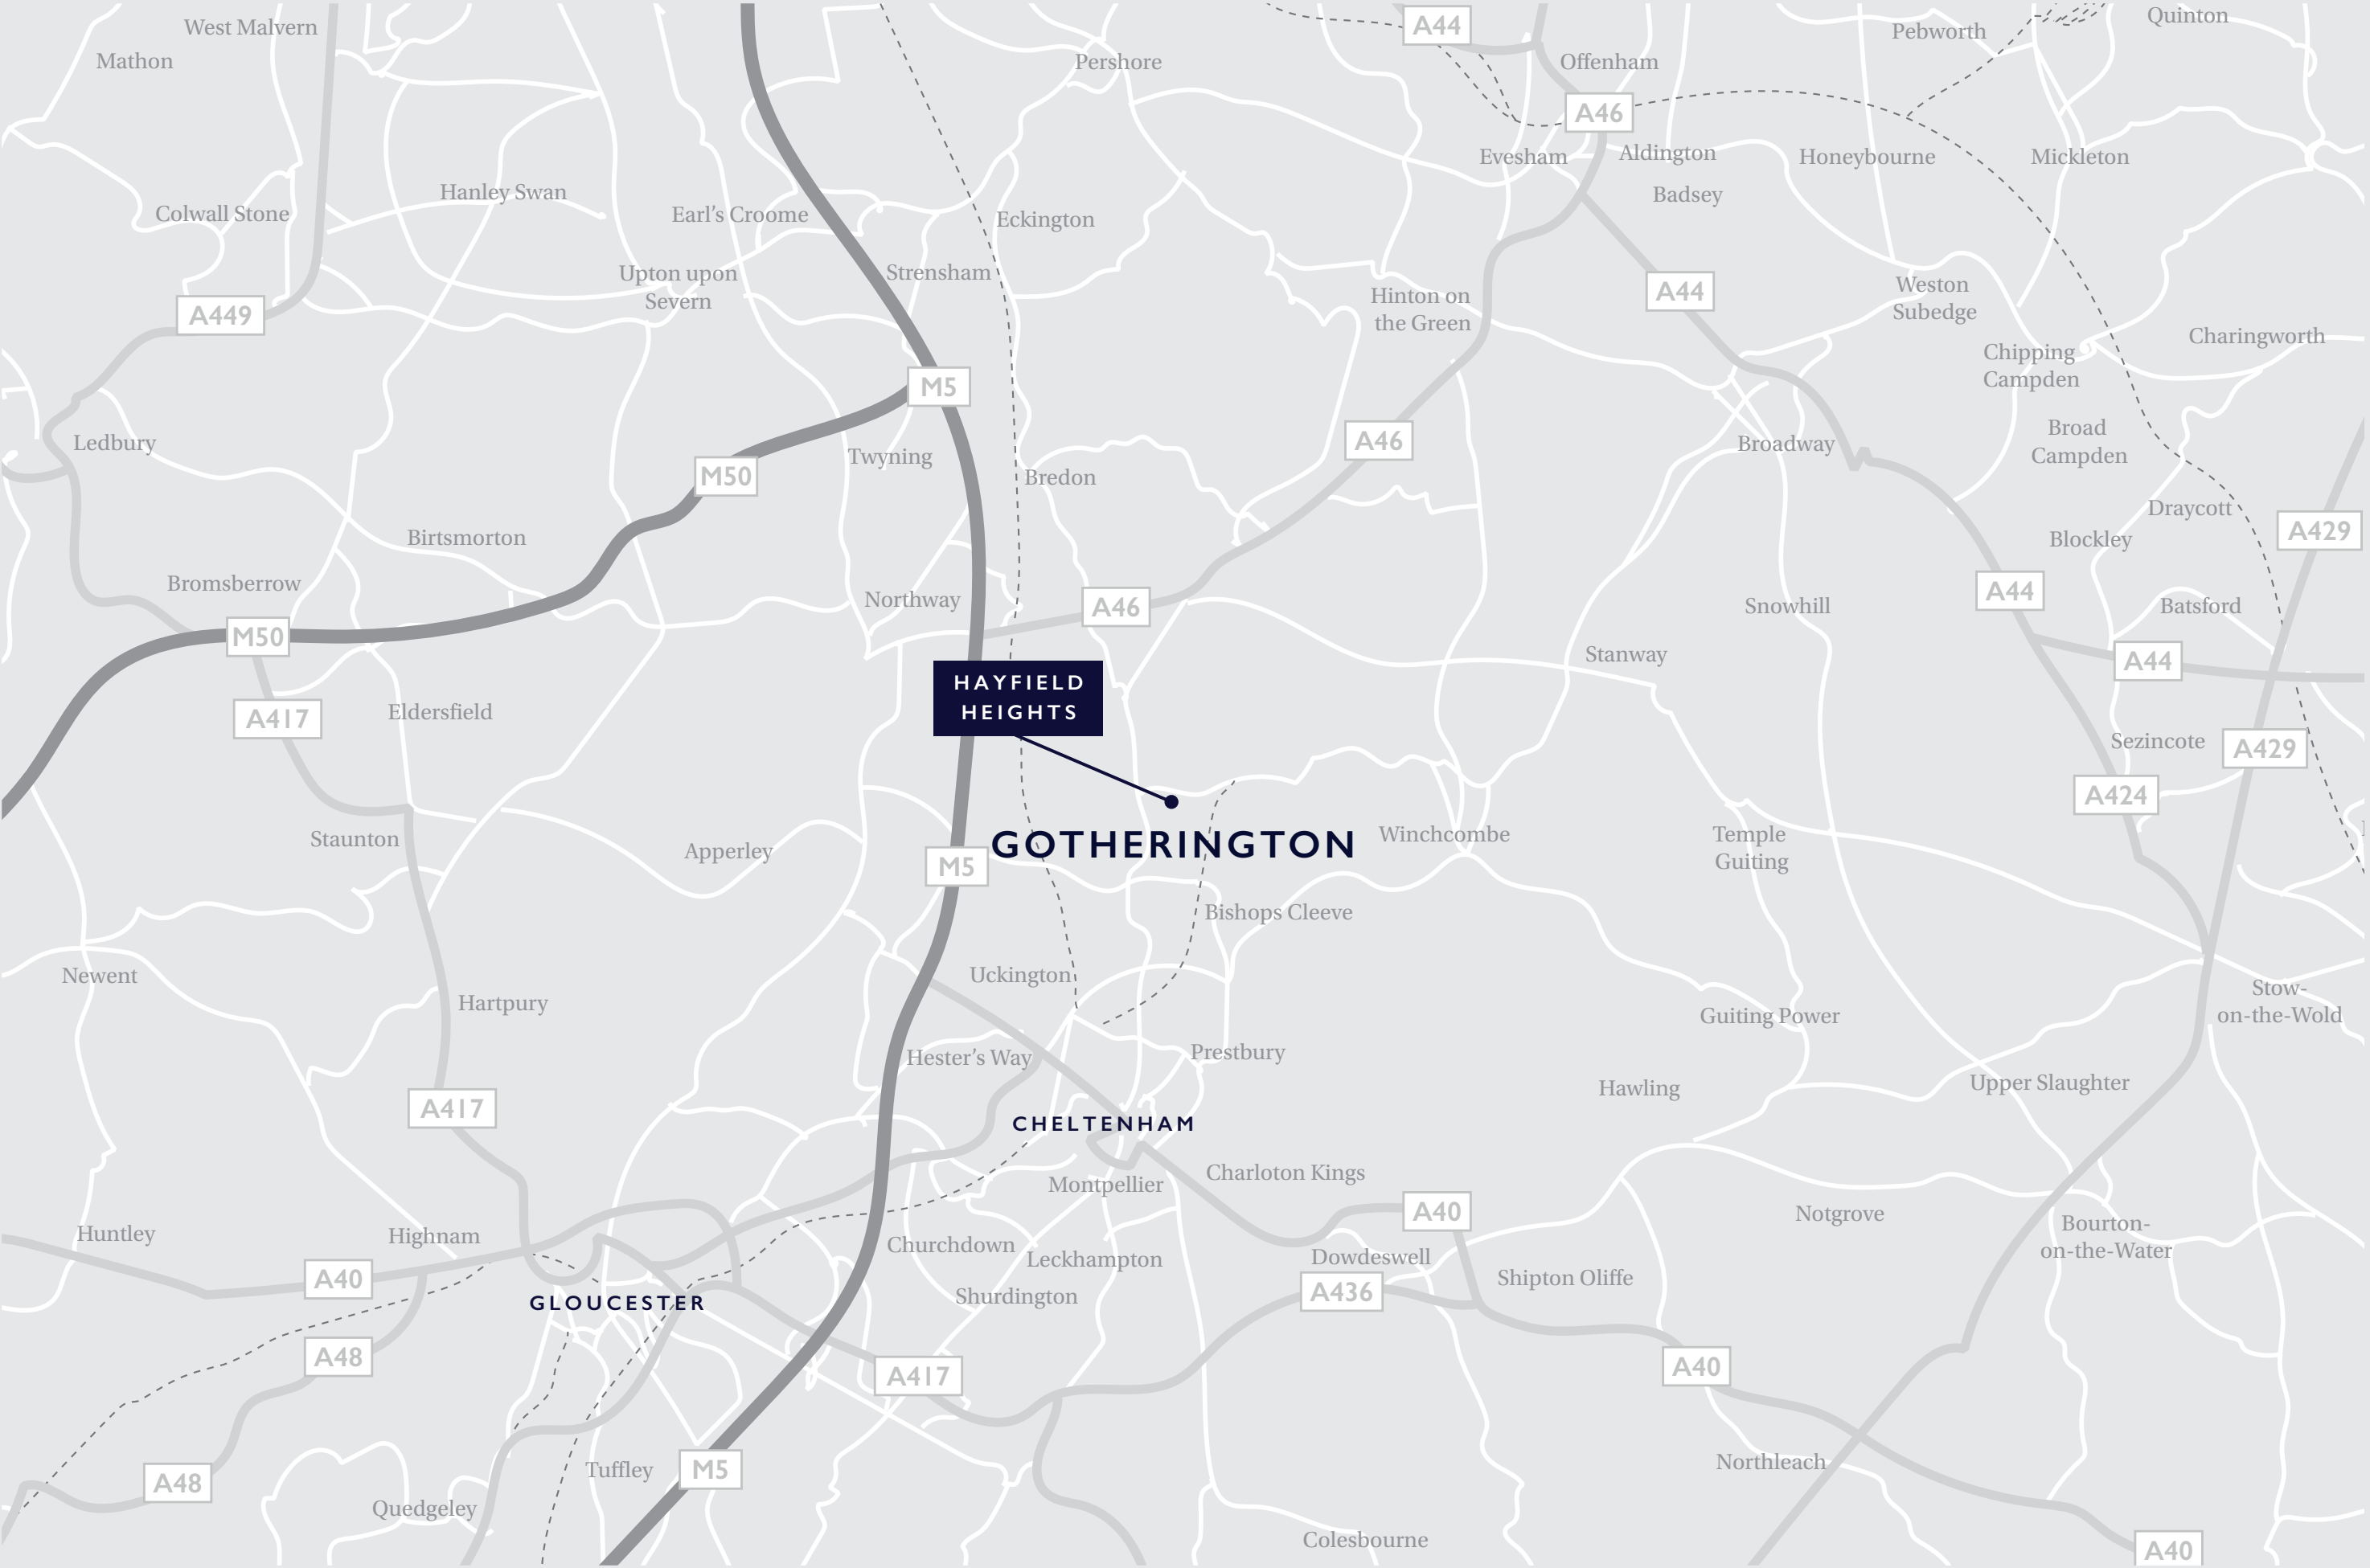 West Malvern
Mathon
Pershore
A44
Offenham
Pebworth
Quinton
A46
Evesham
Aldington
Badsey
Honeybourne
Mickleton
Hanley Swan
Colwall Stone
Earl's Croome
Eckington
Upton upon
Severn
Strensham
A449
Hinton on
the Green
A44
Weston
Subedge
Charingworth
Chipping
Campden
M5
Ledbury
Twyning
M50
Bredon
A46
Broadway
Broad
Campden
Draycott
A429
Birtsmorton
Blockley
Bromsberrow
Northway
A46
Snowhill
A44
Batsford
M50
Stanway
A44
HAYFIELD
HEIGHTS
A417
Eldersfield
Sezincote
A429
A424
Staunton
Apperley
M5
GOTHERINGTON
Winchcombe
Temple
Guiting
Bishops Cleeve
Newent
Uckington
Hartpury
Guiting Power
Stow-
on-the-Wold
Hester's Way
Prestbury
Hawling
Upper Slaughter
A417
CHELTENHAM
Charloton Kings
Montpellier
Huntley
Highnam
Churchdown
Leckhampton
A40
Notgrove
Bourton-
on-the-Water
Dowdeswell
A40
Shipton Oliffe
A436
GLOUCESTER
Shurdington
A48
A417
A40
Tuffley
M5
Northleach
A48
Quedgeley
Colesbourne
A40